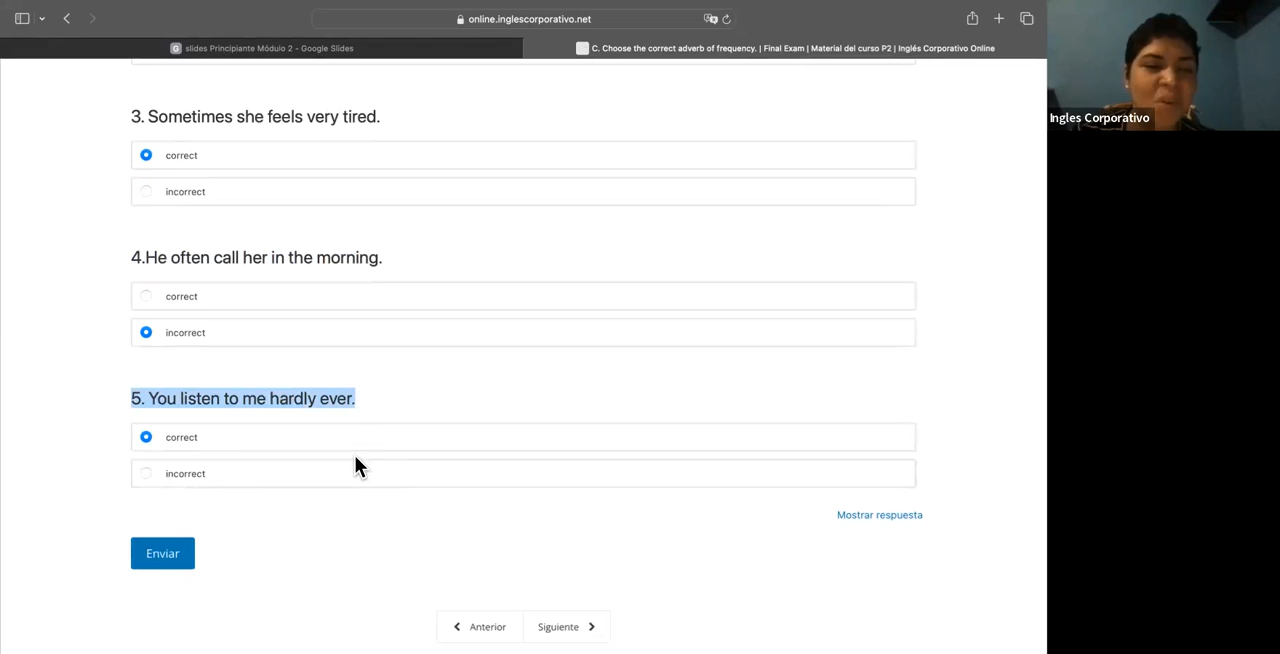 online.inglescorporativo.net
slides Principiante Módulo 2 - Google Slides
C. Choose the correct adverb of frequency. | Final Exam | Material del curso P2 | Inglés Corporativo Online
Ingles Corporativo
3. Sometimes she feels very tired.
correct
incorrect
4.He often call her in the morning.
correct
incorrect
5. You listen to me hardly ever.
correct
incorrect
Mostrar respuesta
Enviar
Anterior
Siguiente